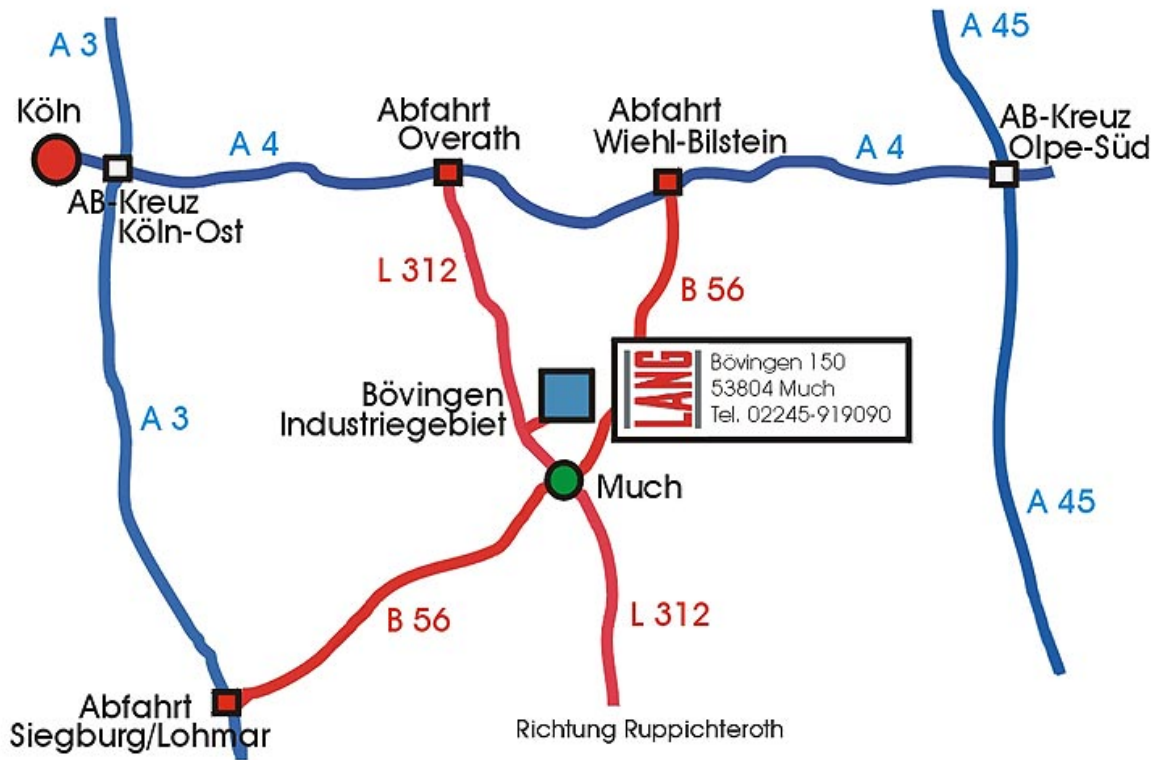 A 3
A 45
Köln
Abfahrt
Overath
Abfahrt
Wiehl-Bilstein
AB-Kreuz
Olpe-Süd
A 4
A 4
AB-Kreuz
Köln-Ost
L 312
B 56
LANG
Bövingen 150
53804 Much
Tel. 02245-919090
Bövingen
Industriegebiet
A 3
Much
A 45
B 56
L 312
Abfahrt
Siegburg/Lohmar
Richtung Ruppichteroth